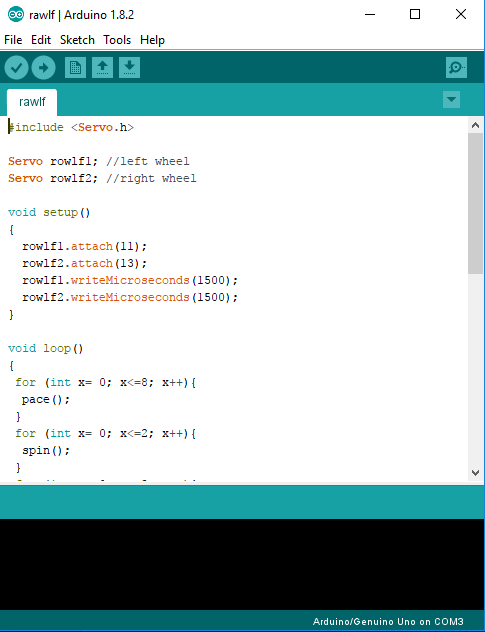 rawlf | Arduino 1.8.2
File Edit Sketch Tools Help
rawlf
#include <Servo.h>
Servo rowlf1; //left wheel
Servo rowlf2; //right wheel
void setup()
{
rowlf1.attach(11);
rowlf2.attach(13);
rowlf1.writeMicroseconds(1500);
rowlf2.writeMicroseconds(1500);
}
void loop()
{
for (int x= 0; x<=8; x++){
pace();
}
for (int x= 0; x<=2; x++){
spin();
}
Arduino/Genuino Uno on COM3